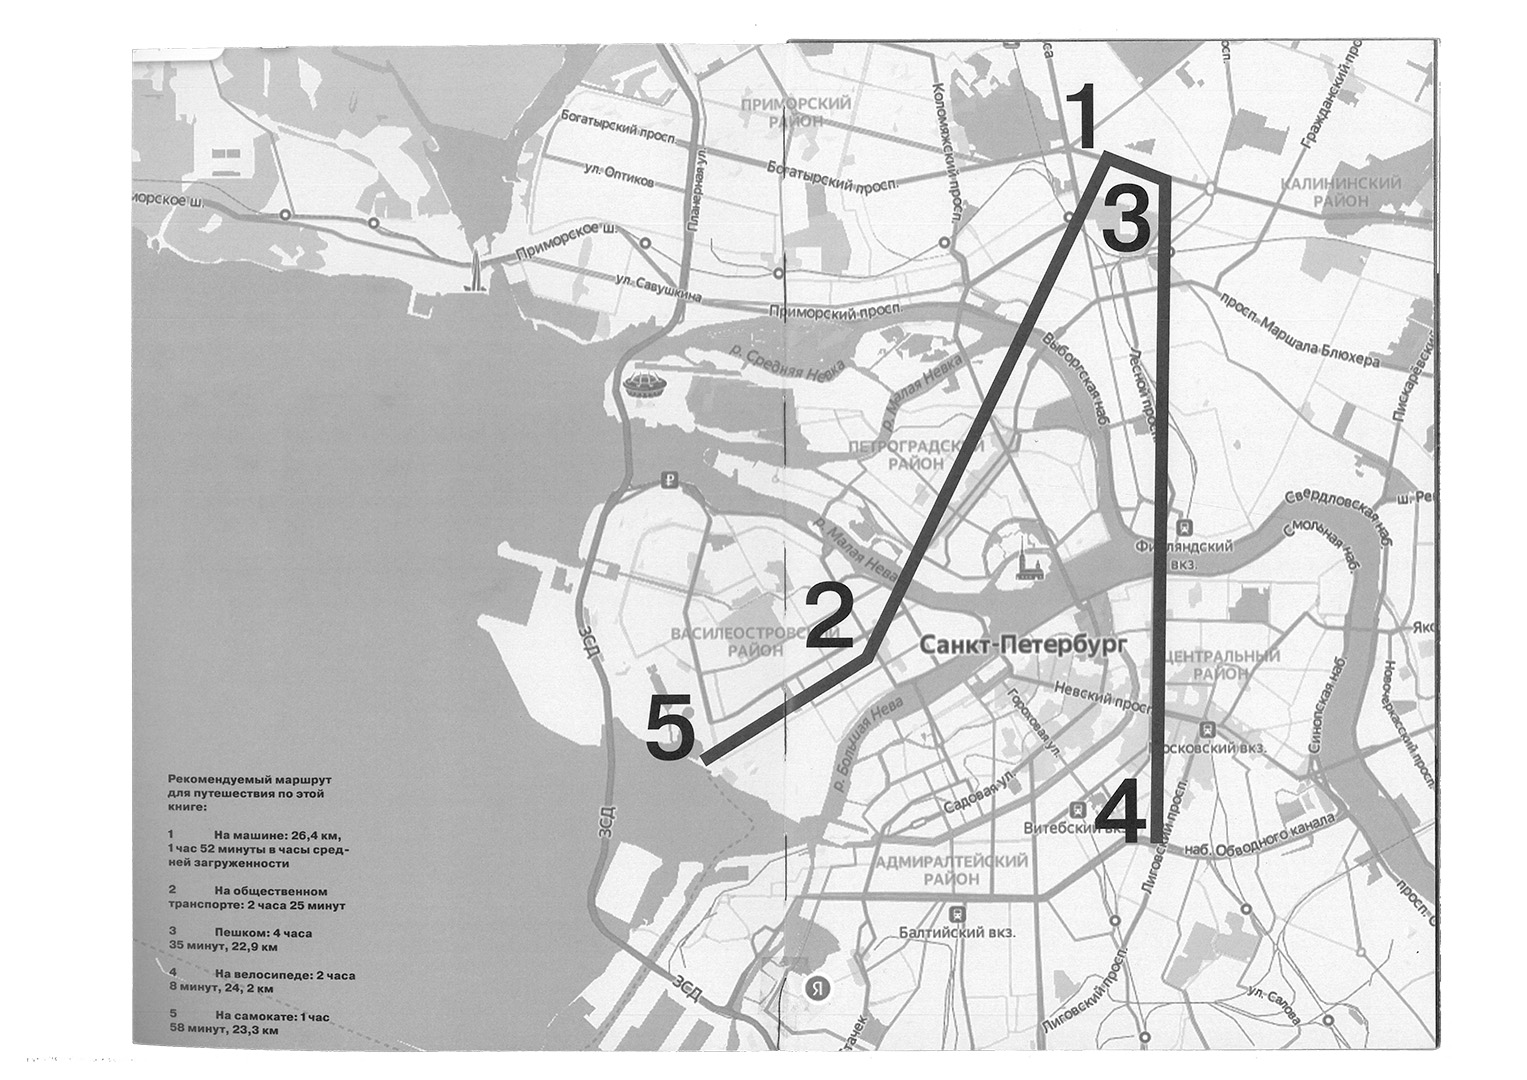 1
2
3
4
5
ПРИМОРСКИЙ
РАЙОН
Богатырский просп.
ул. Оптиков
Планерная ул.
Богатырский просп.
Коломяжский просп.
Гражданский про
КАЛИНИНСКИЙ
РАЙОН
морское ш.
Приморское ш.
ул. Савушкина
Приморский просп.
просп. Маршала Блюхера
Пискарёвский
р. Средняя Невка
р. Малая Невка
Выборгская наб.
Лесной просп.
ПЕТРОГРАДСКИЙ
РАЙОН
р. Малая Нева
Свердловская наб.
Смольная наб.
ш. Ре
Финляндский
вкз.
ВАСИЛЕОСТРОВСКИЙ
РАЙОН
Санкт-Петербург
ЦЕНТРАЛЬНЫЙ
РАЙОН
Яко
ЗСД
Невский просп.
Гороховая ул.
р. Большая Нева
Московский вкз.
Синопская наб.
Новочеркасский просп.
Садовая ул.
Витебский вкз.
Лиговский просп.
наб. Обводного канала
ЗСД
АДМИРАЛТЕЙСКИЙ
РАЙОН
Балтийский вкз.
просп. О
ЗСД
Я
Лиговский просп.
ул. Салова
Стачек
Рекомендуемый маршрут
для путешествия по этой
книге:
1 На машине: 26,4 км,
1 час 52 минуты в часы сред-
ней загруженности
2 На общественном
транспорте: 2 часа 25 минут
3 Пешком: 4 часа
35 минут, 22,9 км
4 На велосипеде: 2 часа
8 минут, 24, 2 км
5 На самокате: 1 час
58 минут, 23,3 км